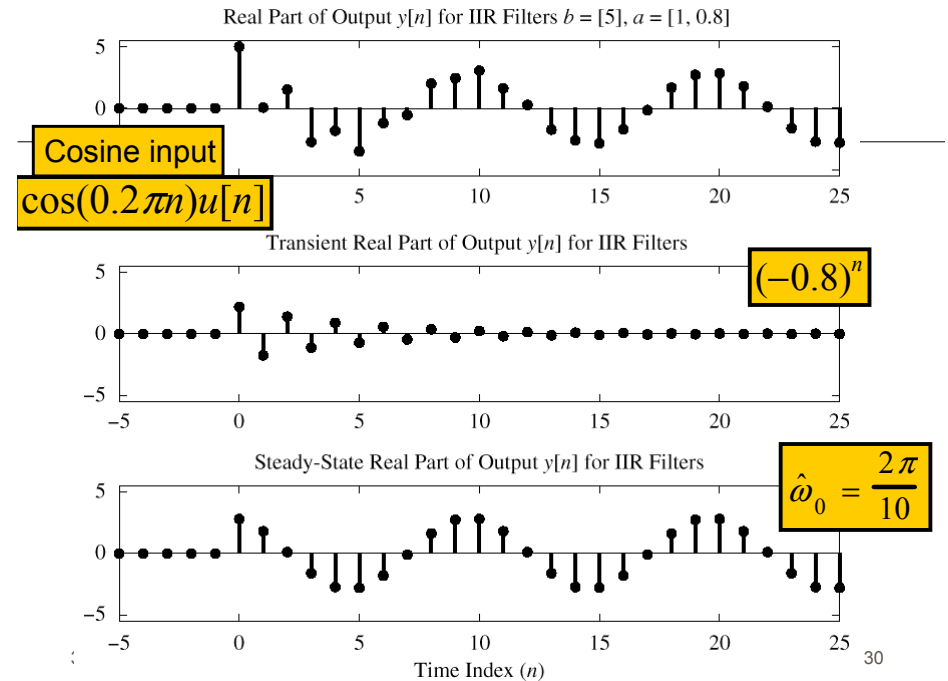 Real Part of Output y[n] for IIR Filters b = [5], a = [1, 0.8]
5
0
Cosine input
cos(0.2πn)u[n]
5 10 15 20 25
Transient Real Part of Output y[n] for IIR Filters
(−0.8)ⁿ
5
0
−5
−5 0 5 10 15 20 25
Steady-State Real Part of Output y[n] for IIR Filters
ω̂₀ = 2π/10
5
0
−5
−5 0 5 10 15 20 25
Time Index (n)
30